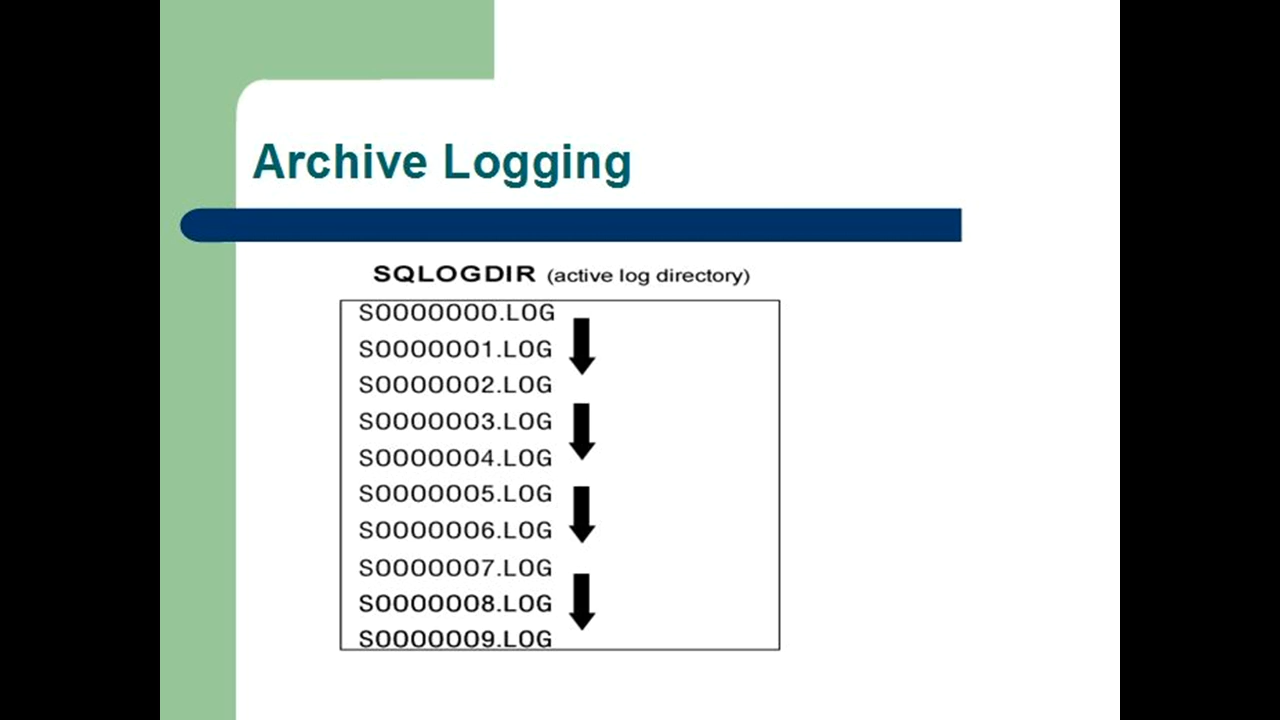 Archive Logging
SQLOGDIR (active log directory)
S0000000.LOG
S0000001.LOG
S0000002.LOG
S0000003.LOG
S0000004.LOG
S0000005.LOG
S0000006.LOG
S0000007.LOG
S0000008.LOG
S0000009.LOG